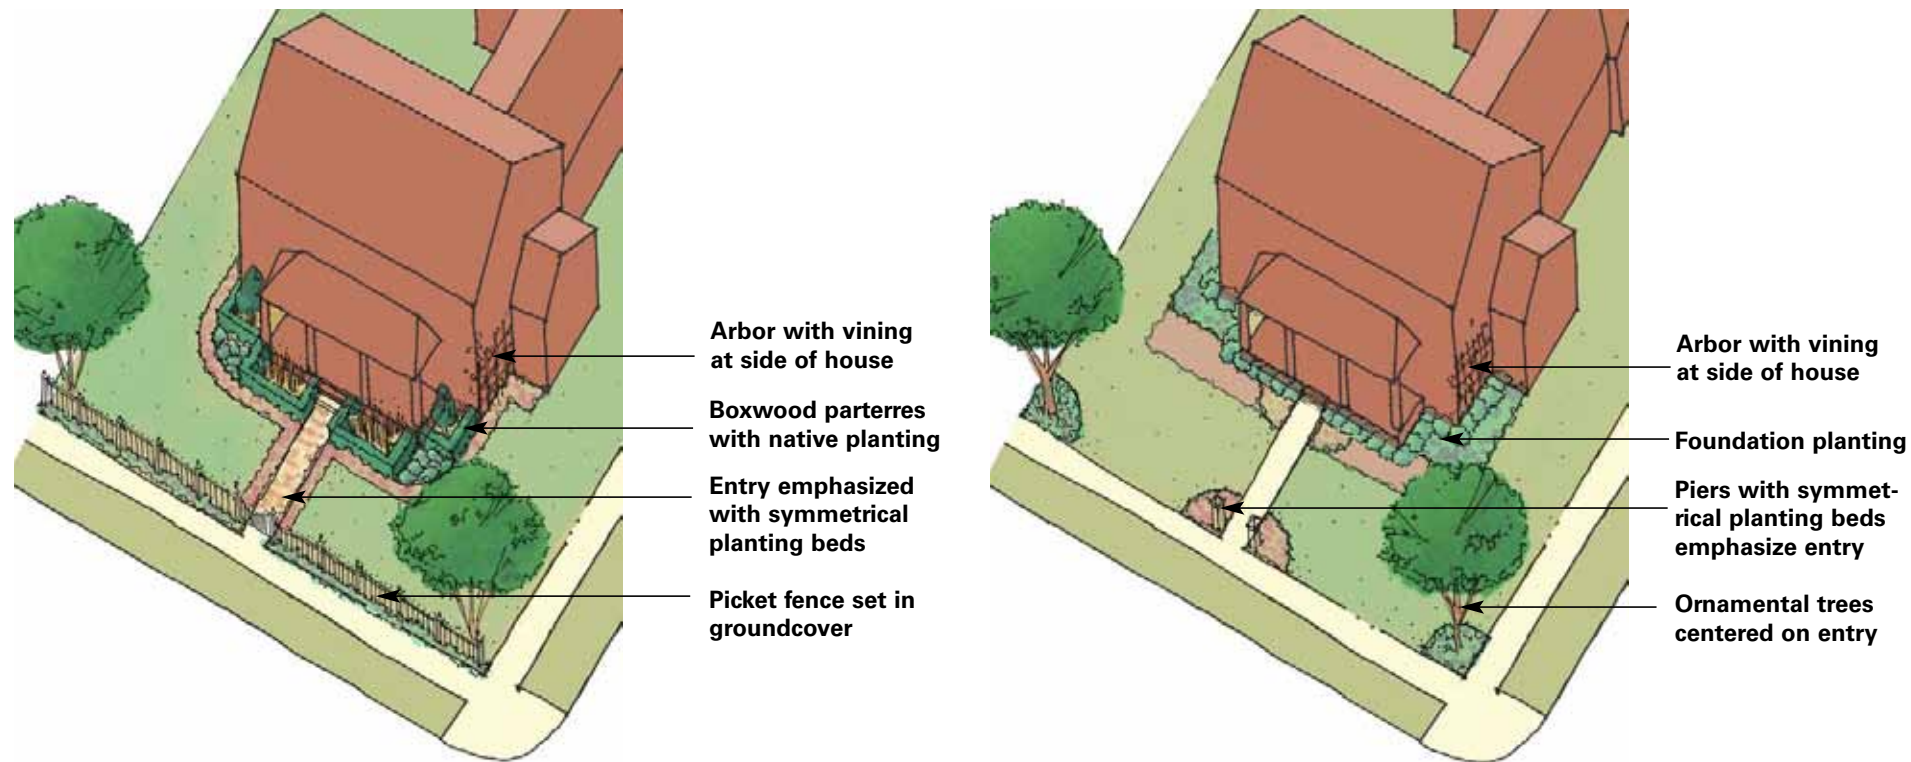 Arbor with vining
at side of house
Boxwood parterres
with native planting
Entry emphasized
with symmetrical
planting beds
Picket fence set in
groundcover
Arbor with vining
at side of house
Foundation planting
Piers with symmet-
rical planting beds
emphasize entry
Ornamental trees
centered on entry